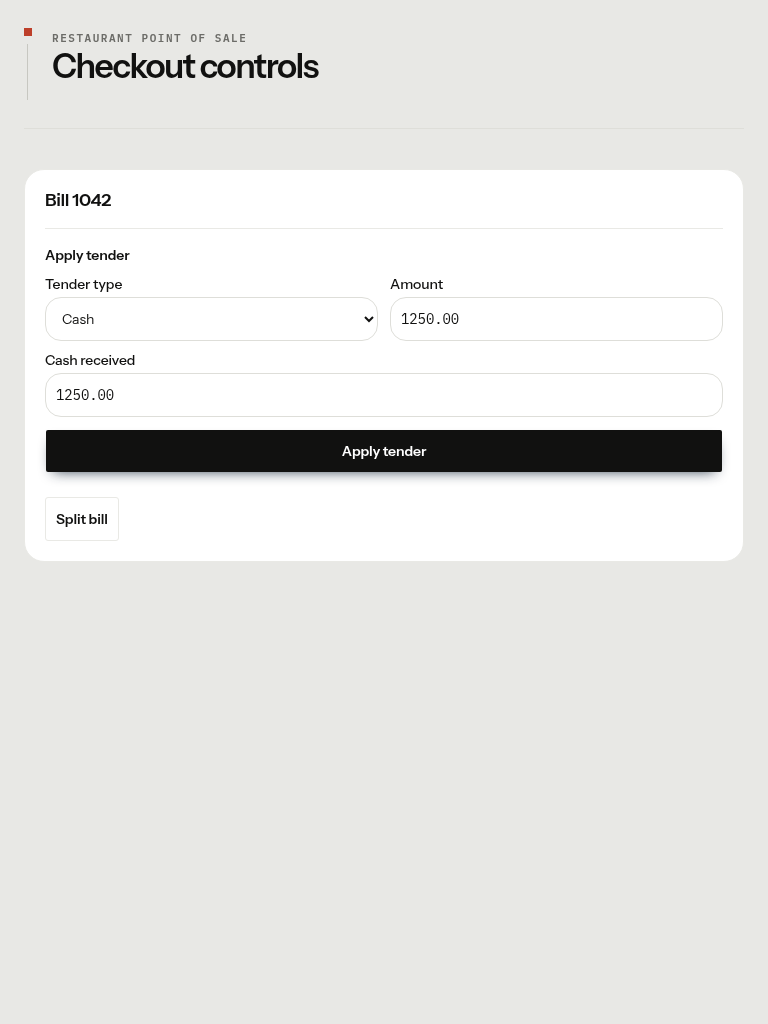 RESTAURANT POINT OF SALE
Checkout controls
Bill 1042
Apply tender
Tender type
Amount
Cash
1250.00
Cash received
1250.00
Apply tender
Split bill